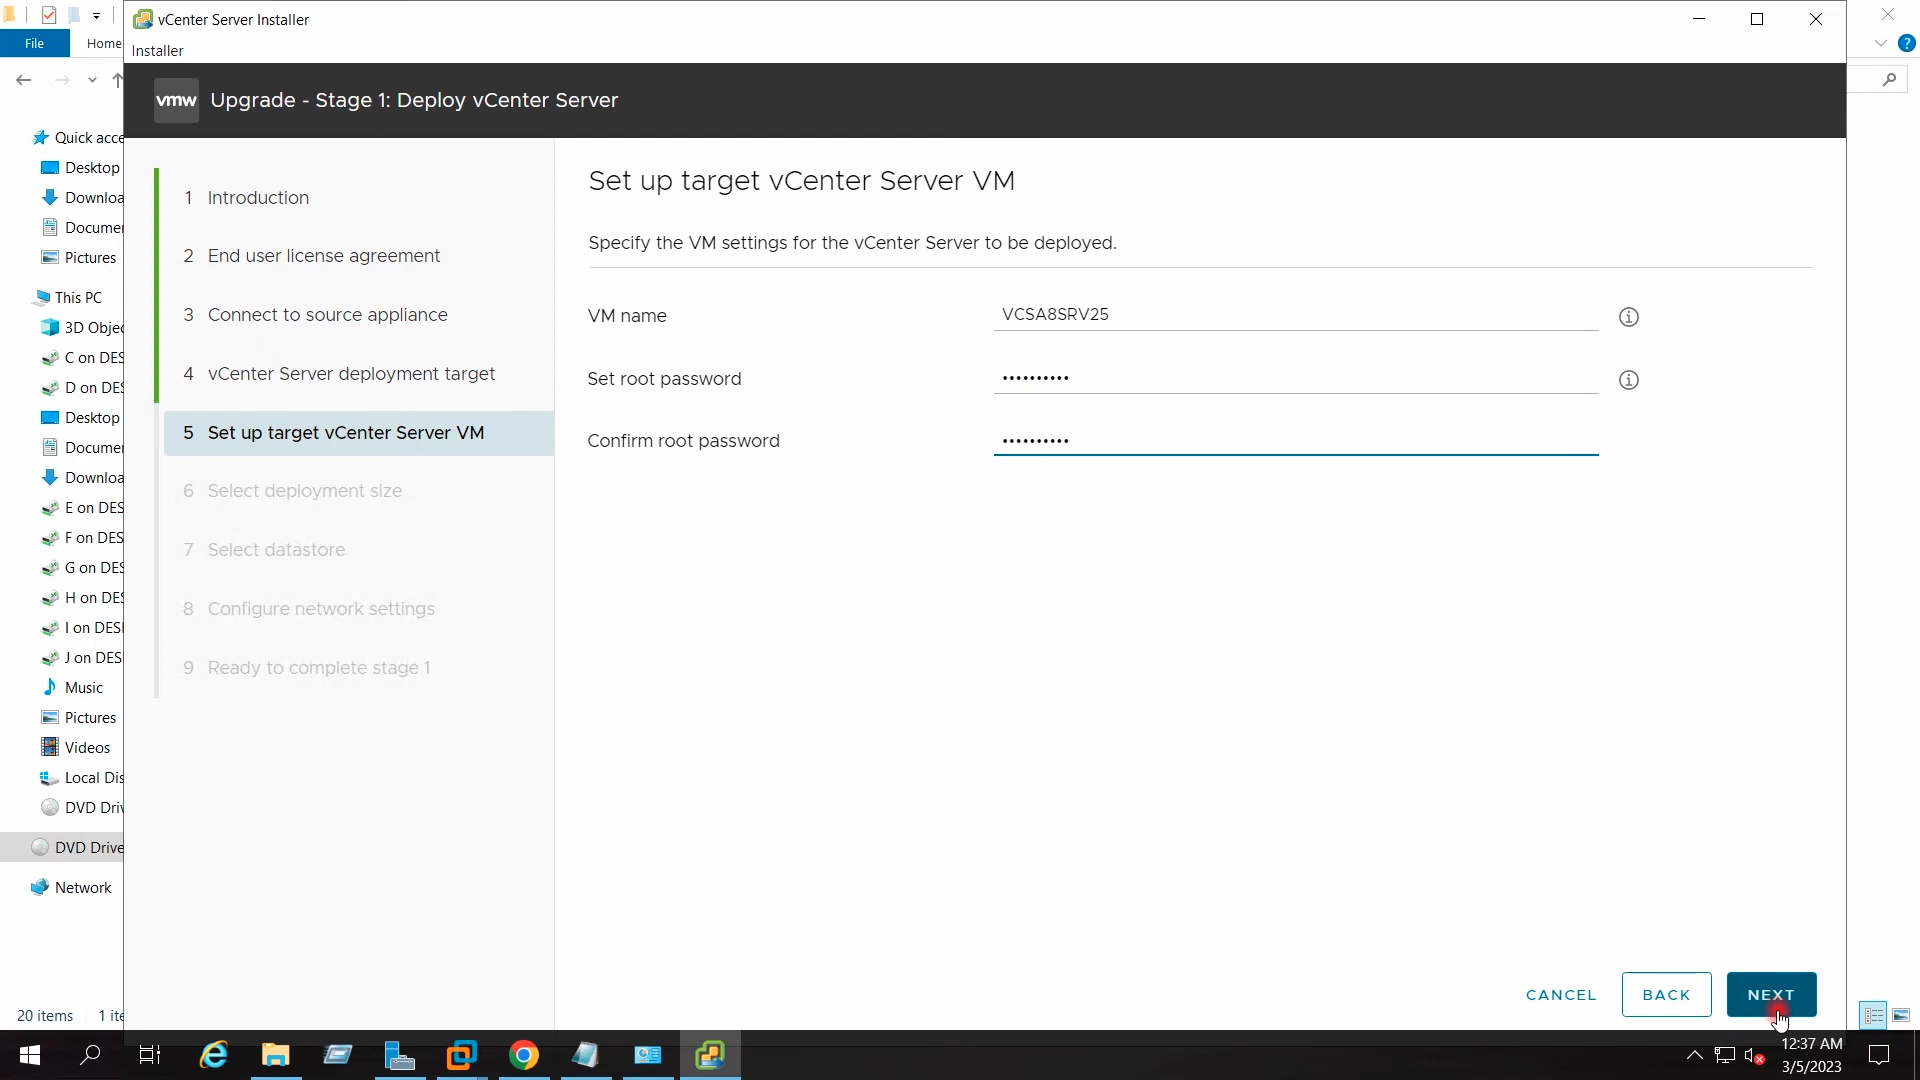 vCenter Server Installer
File
Home
Installer
vmw
Upgrade - Stage 1: Deploy vCenter Server
Quick acce
Desktop
Downloa
Documen
Pictures
This PC
3D Objec
C on DES
D on DES
Desktop
Documen
Downloa
E on DES
F on DES
G on DES
H on DES
I on DESI
J on DES
Music
Pictures
Videos
Local Dis
DVD Driv
DVD Drive
Network
20 items
1 ite
1 Introduction
2 End user license agreement
3 Connect to source appliance
4 vCenter Server deployment target
5 Set up target vCenter Server VM
6 Select deployment size
7 Select datastore
8 Configure network settings
9 Ready to complete stage 1
Set up target vCenter Server VM
Specify the VM settings for the vCenter Server to be deployed.
VM name
VCSA8SRV25
Set root password
••••••••••
Confirm root password
••••••••••
CANCEL
BACK
NEXT
12:37 AM
3/5/2023